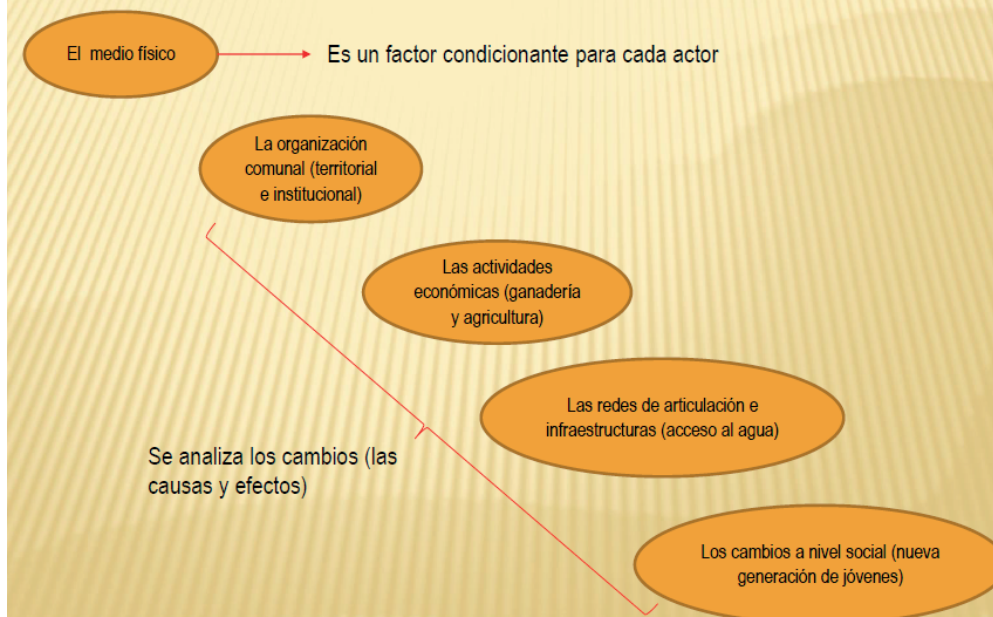 El medio físico
Es un factor condicionante para cada actor
La organización
comunal (territorial
e institucional)
Las actividades
económicas (ganadería
y agricultura)
Las redes de articulación e
infraestructuras (acceso al agua)
Se analiza los cambios (las
causas y efectos)
Los cambios a nivel social (nueva
generación de jóvenes)